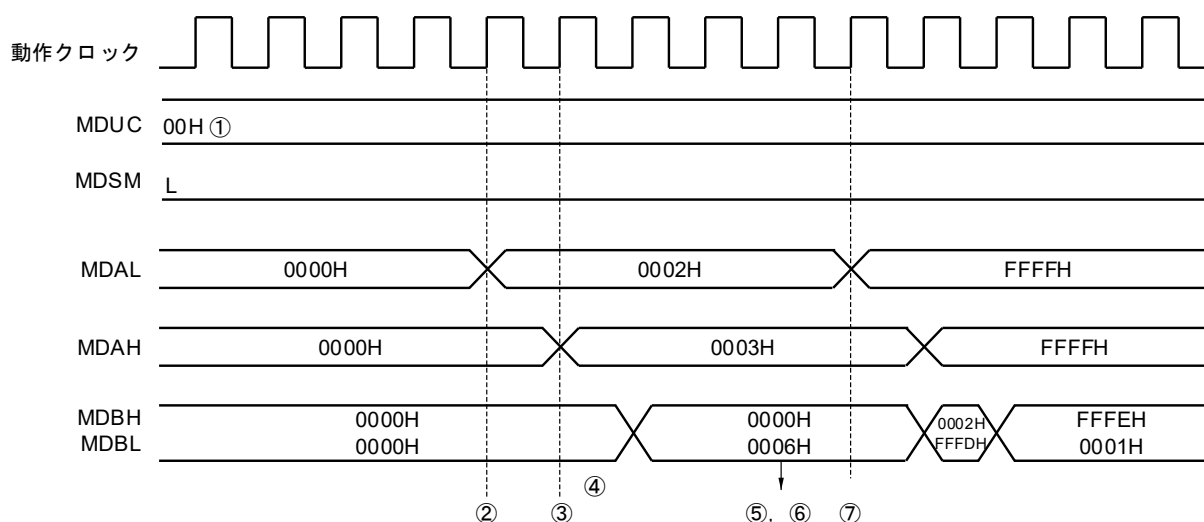 動作クロック
MDUC 00H ①
MDSM L
MDAL 0000H 0002H FFFFH
MDAH 0000H 0003H FFFFH
MDBH 0000H 0000H 0002H FFFEH
MDBL 0000H 0006H FFFDH 0001H
④
② ③ ⑤, ⑥ ⑦